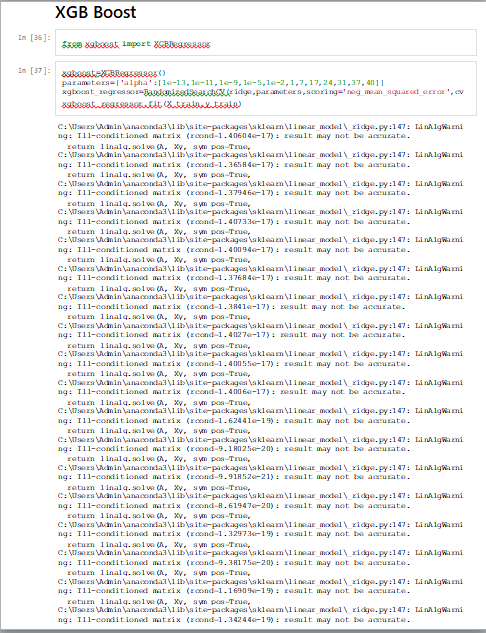 XGB Boost
In [36]:
from xgboost import XGBRegressor
In [37]:
xgboost=XGBRegressor()
parameters={'alpha':[1e-13,1e-11,1e-9,1e-5,1e-2,1,7,17,24,31,37,40]}
xgboost_regressor=RandomizedSearchCV(ridge,parameters,scoring='neg_mean_squared_error',cv
xgboost_regressor.fit(X_train,y_train)
C:\Users\Admin\anaconda3\lib\site-packages\sklearn\linear_model\_ridge.py:147: LinAlgWarni
ng: Ill-conditioned matrix (rcond=1.40604e-17): result may not be accurate.
return linalg.solve(A, Xy, sym_pos=True,
C:\Users\Admin\anaconda3\lib\site-packages\sklearn\linear_model\_ridge.py:147: LinAlgWarni
ng: Ill-conditioned matrix (rcond=1.36584e-17): result may not be accurate.
return linalg.solve(A, Xy, sym_pos=True,
C:\Users\Admin\anaconda3\lib\site-packages\sklearn\linear_model\_ridge.py:147: LinAlgWarni
ng: Ill-conditioned matrix (rcond=1.37946e-17): result may not be accurate.
return linalg.solve(A, Xy, sym_pos=True,
C:\Users\Admin\anaconda3\lib\site-packages\sklearn\linear_model\_ridge.py:147: LinAlgWarni
ng: Ill-conditioned matrix (rcond=1.40733e-17): result may not be accurate.
return linalg.solve(A, Xy, sym_pos=True,
C:\Users\Admin\anaconda3\lib\site-packages\sklearn\linear_model\_ridge.py:147: LinAlgWarni
ng: Ill-conditioned matrix (rcond=1.40094e-17): result may not be accurate.
return linalg.solve(A, Xy, sym_pos=True,
C:\Users\Admin\anaconda3\lib\site-packages\sklearn\linear_model\_ridge.py:147: LinAlgWarni
ng: Ill-conditioned matrix (rcond=1.37684e-17): result may not be accurate.
return linalg.solve(A, Xy, sym_pos=True,
C:\Users\Admin\anaconda3\lib\site-packages\sklearn\linear_model\_ridge.py:147: LinAlgWarni
ng: Ill-conditioned matrix (rcond=1.3841e-17): result may not be accurate.
return linalg.solve(A, Xy, sym_pos=True,
C:\Users\Admin\anaconda3\lib\site-packages\sklearn\linear_model\_ridge.py:147: LinAlgWarni
ng: Ill-conditioned matrix (rcond=1.4027e-17): result may not be accurate.
return linalg.solve(A, Xy, sym_pos=True,
C:\Users\Admin\anaconda3\lib\site-packages\sklearn\linear_model\_ridge.py:147: LinAlgWarni
ng: Ill-conditioned matrix (rcond=1.40055e-17): result may not be accurate.
return linalg.solve(A, Xy, sym_pos=True,
C:\Users\Admin\anaconda3\lib\site-packages\sklearn\linear_model\_ridge.py:147: LinAlgWarni
ng: Ill-conditioned matrix (rcond=1.4006e-17): result may not be accurate.
return linalg.solve(A, Xy, sym_pos=True,
C:\Users\Admin\anaconda3\lib\site-packages\sklearn\linear_model\_ridge.py:147: LinAlgWarni
ng: Ill-conditioned matrix (rcond=1.62441e-19): result may not be accurate.
return linalg.solve(A, Xy, sym_pos=True,
C:\Users\Admin\anaconda3\lib\site-packages\sklearn\linear_model\_ridge.py:147: LinAlgWarni
ng: Ill-conditioned matrix (rcond=9.18025e-20): result may not be accurate.
return linalg.solve(A, Xy, sym_pos=True,
C:\Users\Admin\anaconda3\lib\site-packages\sklearn\linear_model\_ridge.py:147: LinAlgWarni
ng: Ill-conditioned matrix (rcond=9.91852e-21): result may not be accurate.
return linalg.solve(A, Xy, sym_pos=True,
C:\Users\Admin\anaconda3\lib\site-packages\sklearn\linear_model\_ridge.py:147: LinAlgWarni
ng: Ill-conditioned matrix (rcond=8.61947e-20): result may not be accurate.
return linalg.solve(A, Xy, sym_pos=True,
C:\Users\Admin\anaconda3\lib\site-packages\sklearn\linear_model\_ridge.py:147: LinAlgWarni
ng: Ill-conditioned matrix (rcond=1.32973e-19): result may not be accurate.
return linalg.solve(A, Xy, sym_pos=True,
C:\Users\Admin\anaconda3\lib\site-packages\sklearn\linear_model\_ridge.py:147: LinAlgWarni
ng: Ill-conditioned matrix (rcond=9.38175e-20): result may not be accurate.
return linalg.solve(A, Xy, sym_pos=True,
C:\Users\Admin\anaconda3\lib\site-packages\sklearn\linear_model\_ridge.py:147: LinAlgWarni
ng: Ill-conditioned matrix (rcond=1.16909e-19): result may not be accurate.
return linalg.solve(A, Xy, sym_pos=True,
C:\Users\Admin\anaconda3\lib\site-packages\sklearn\linear_model\_ridge.py:147: LinAlgWarni
ng: Ill-conditioned matrix (rcond=1.34244e-19): result may not be accurate.